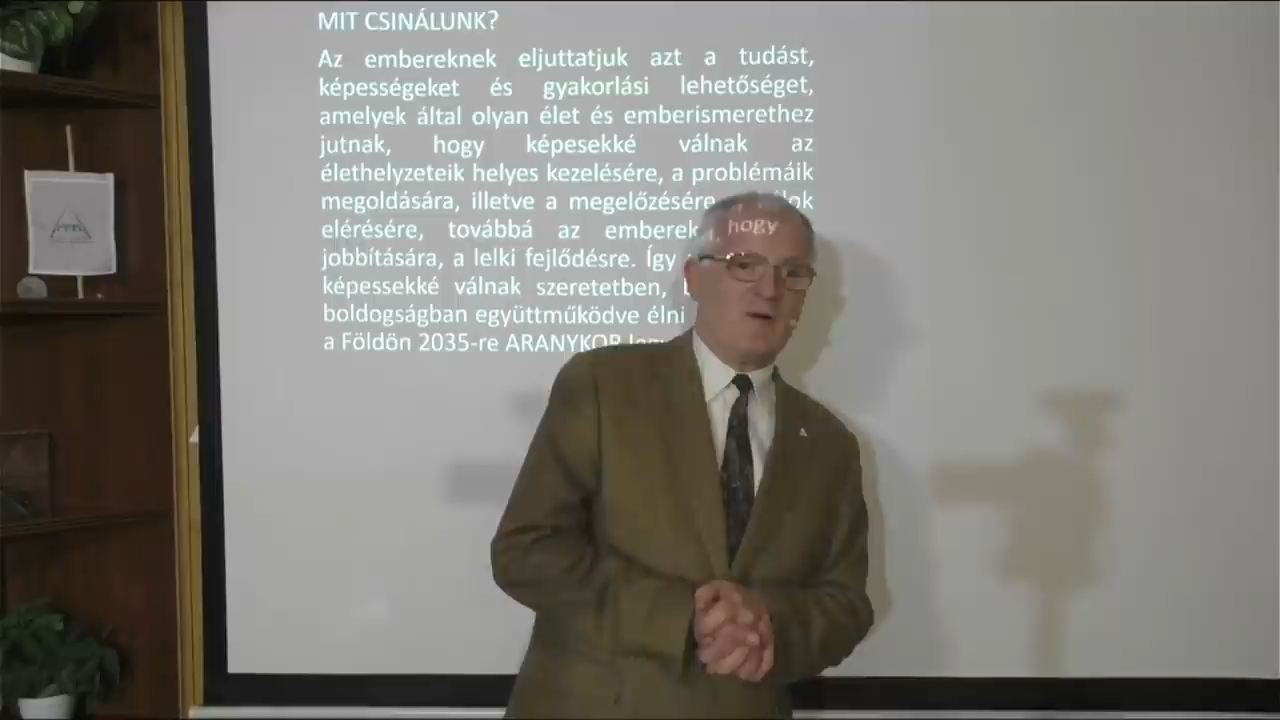 MIT CSINÁLUNK?
Az embereknek eljuttatjuk azt a tudást,
képességeket és gyakorlási lehetőséget,
amelyek által olyan élet és emberismerethez
jutnak, hogy képesekké válnak az
élethelyzeteik helyes kezelésére, a problémáik
megoldására, illetve a megelőzésére
elérésére, továbbá az emberek hogy
jobbítására, a lelki fejlődésre. Így
képessekké válnak szeretetben,
boldogságban együttműködve élni
a Földön 2035-re ARANYKOR